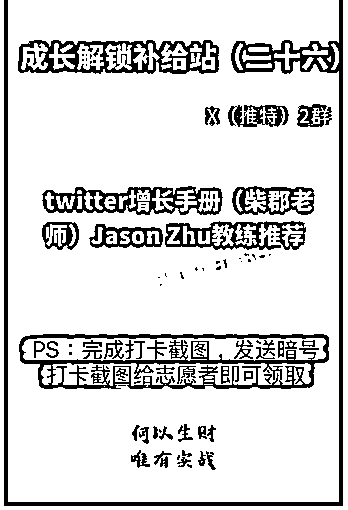 成长解锁补给站（二十六）
X（推特）2群
twitter增长手册（柴郡老
师）Jason Zhu教练推荐
PS：完成打卡截图，发送暗号
打卡截图给志愿者即可领取
何以生财
唯有实战